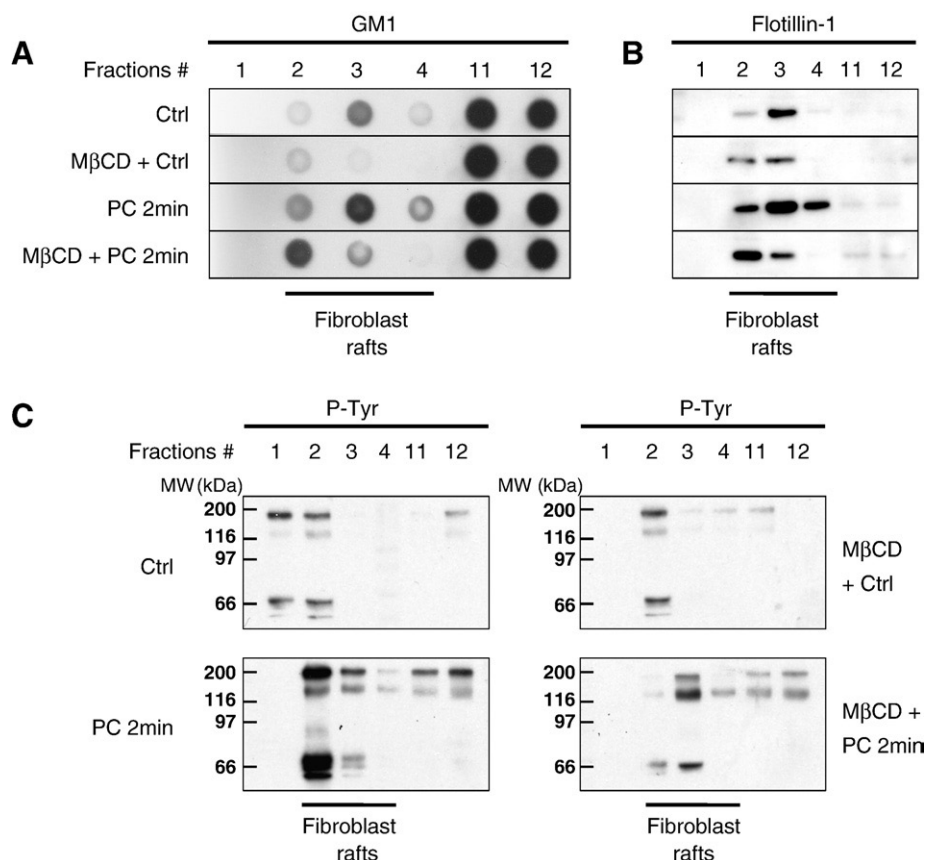 GM1
A
Fractions # 1 2 3 4 11 12
Ctrl
MβCD + Ctrl
PC 2min
MβCD + PC 2min
Fibroblast
rafts
Flotillin-1
B
1 2 3 4 11 12
Fibroblast
rafts
C
P-Tyr
Fractions # 1 2 3 4 11 12
MW (kDa)
Ctrl
200
116
97
66
PC 2min
200
116
97
66
Fibroblast
rafts
P-Tyr
1 2 3 4 11 12
MW (kDa)
200
116
97
66
MβCD
+ Ctrl
200
116
97
66
MβCD +
PC 2min
Fibroblast
rafts